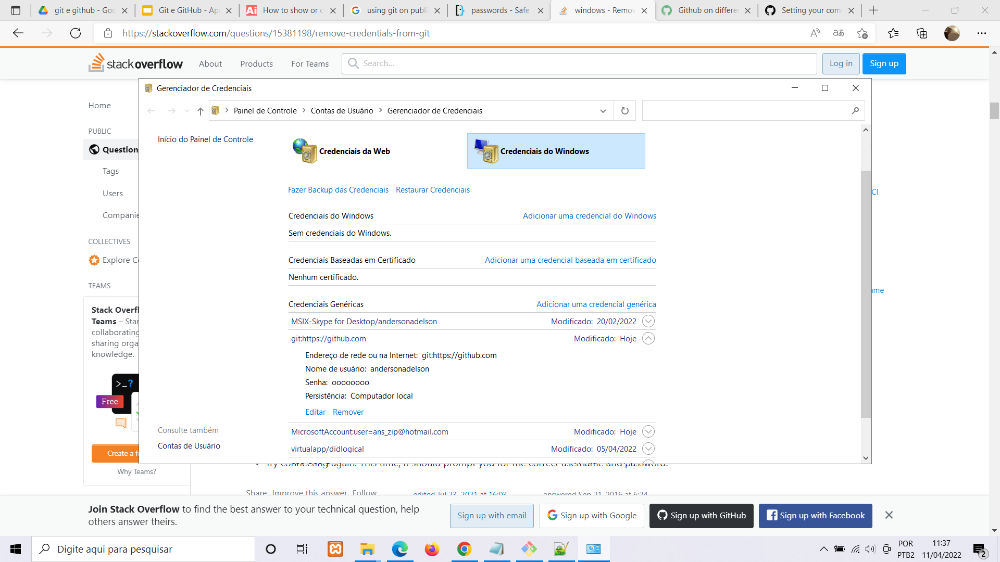 git e github - Goo
Git e GitHub - Apr
How to show or c
using git on publi
passwords - Safe
windows - Remov
Github on differe
Setting your com
https://stackoverflow.com/questions/15381198/remove-credentials-from-git
stackoverflow
About
Products
For Teams
Search...
Log in
Sign up
Home
PUBLIC
Question
Tags
Users
Companie
COLLECTIVES
Explore Co
TEAMS
Stack Overfl
Teams – Star
collaborating
sharing orga
knowledge.
>_?
Free
Create a fr
Why Teams?
Gerenciador de Credenciais
Painel de Controle > Contas de Usuário > Gerenciador de Credenciais
Início do Painel de Controle
Credenciais da Web
Credenciais do Windows
Fazer Backup das Credenciais
Restaurar Credenciais
Credenciais do Windows
Adicionar uma credencial do Windows
Sem credenciais do Windows.
Credenciais Baseadas em Certificado
Adicionar uma credencial baseada em certificado
Nenhum certificado.
Credenciais Genéricas
Adicionar uma credencial genérica
MSIX-Skype for Desktop/andersonadelson
Modificado: 20/02/2022
git:https://github.com
Modificado: Hoje
Endereço de rede ou na Internet: git:https://github.com
Nome de usuário: andersonadelson
Senha: oooooooo
Persistência: Computador local
Editar Remover
MicrosoftAccount:user=ans_zip@hotmail.com
Modificado: Hoje
virtualapp/didlogical
Modificado: 05/04/2022
Consulte também
Contas de Usuário
CI
ame
Try connecting again. This time, it should prompt you for the correct username and password.
Share Improve this answer Follow
edited Jul 23, 2021 at 16:03
answered Sep 21, 2016 at 6:24
Join Stack Overflow to find the best answer to your technical question, help
others answer theirs.
Sign up with email
Sign up with Google
Sign up with GitHub
Sign up with Facebook
Digite aqui para pesquisar
POR
PTB2
11:37
11/04/2022
2